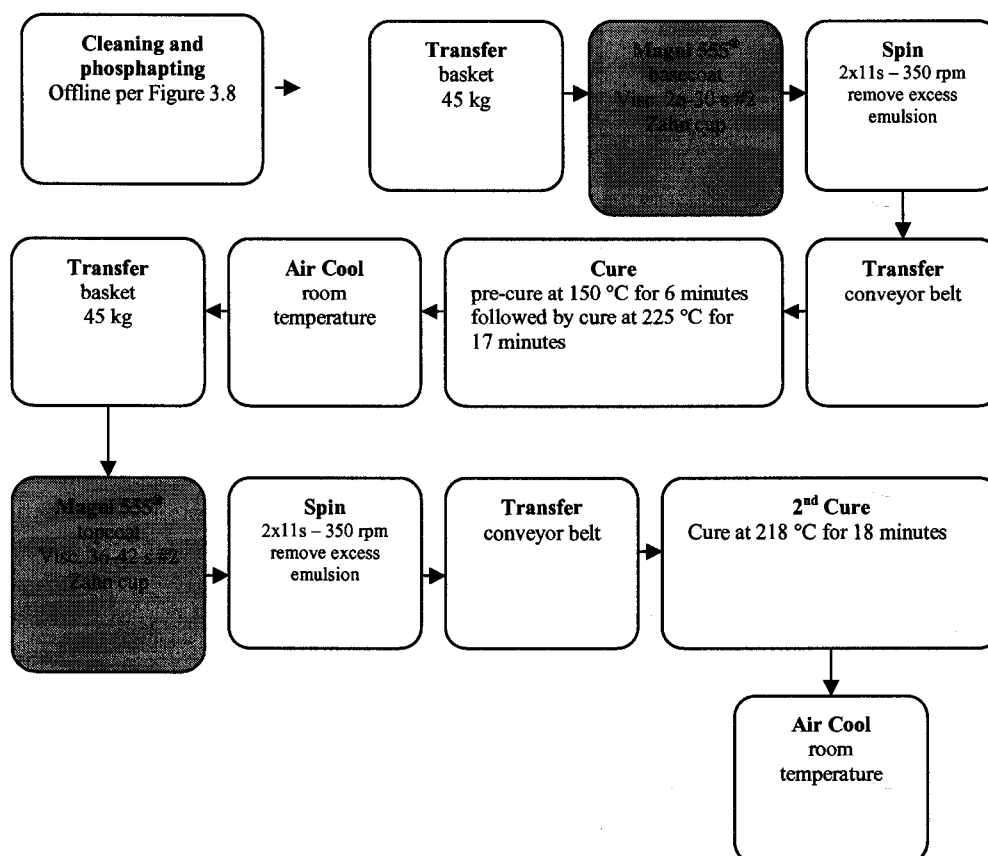 Cleaning and
phosphapting
Offline per Figure 3.8
Transfer
basket
45 kg
Magni 555®
basecoat
Visc. 26-30 s #2
Zahn cup
Spin
2x11s – 350 rpm
remove excess
emulsion
Transfer
basket
45 kg
Air Cool
room
temperature
Cure
pre-cure at 150 °C for 6 minutes
followed by cure at 225 °C for
17 minutes
Transfer
conveyor belt
Magni 555®
topcoat
Visc. 36-42 s #2
Zahn cup
Spin
2x11s – 350 rpm
remove excess
emulsion
Transfer
conveyor belt
2nd Cure
Cure at 218 °C for 18 minutes
Air Cool
room
temperature